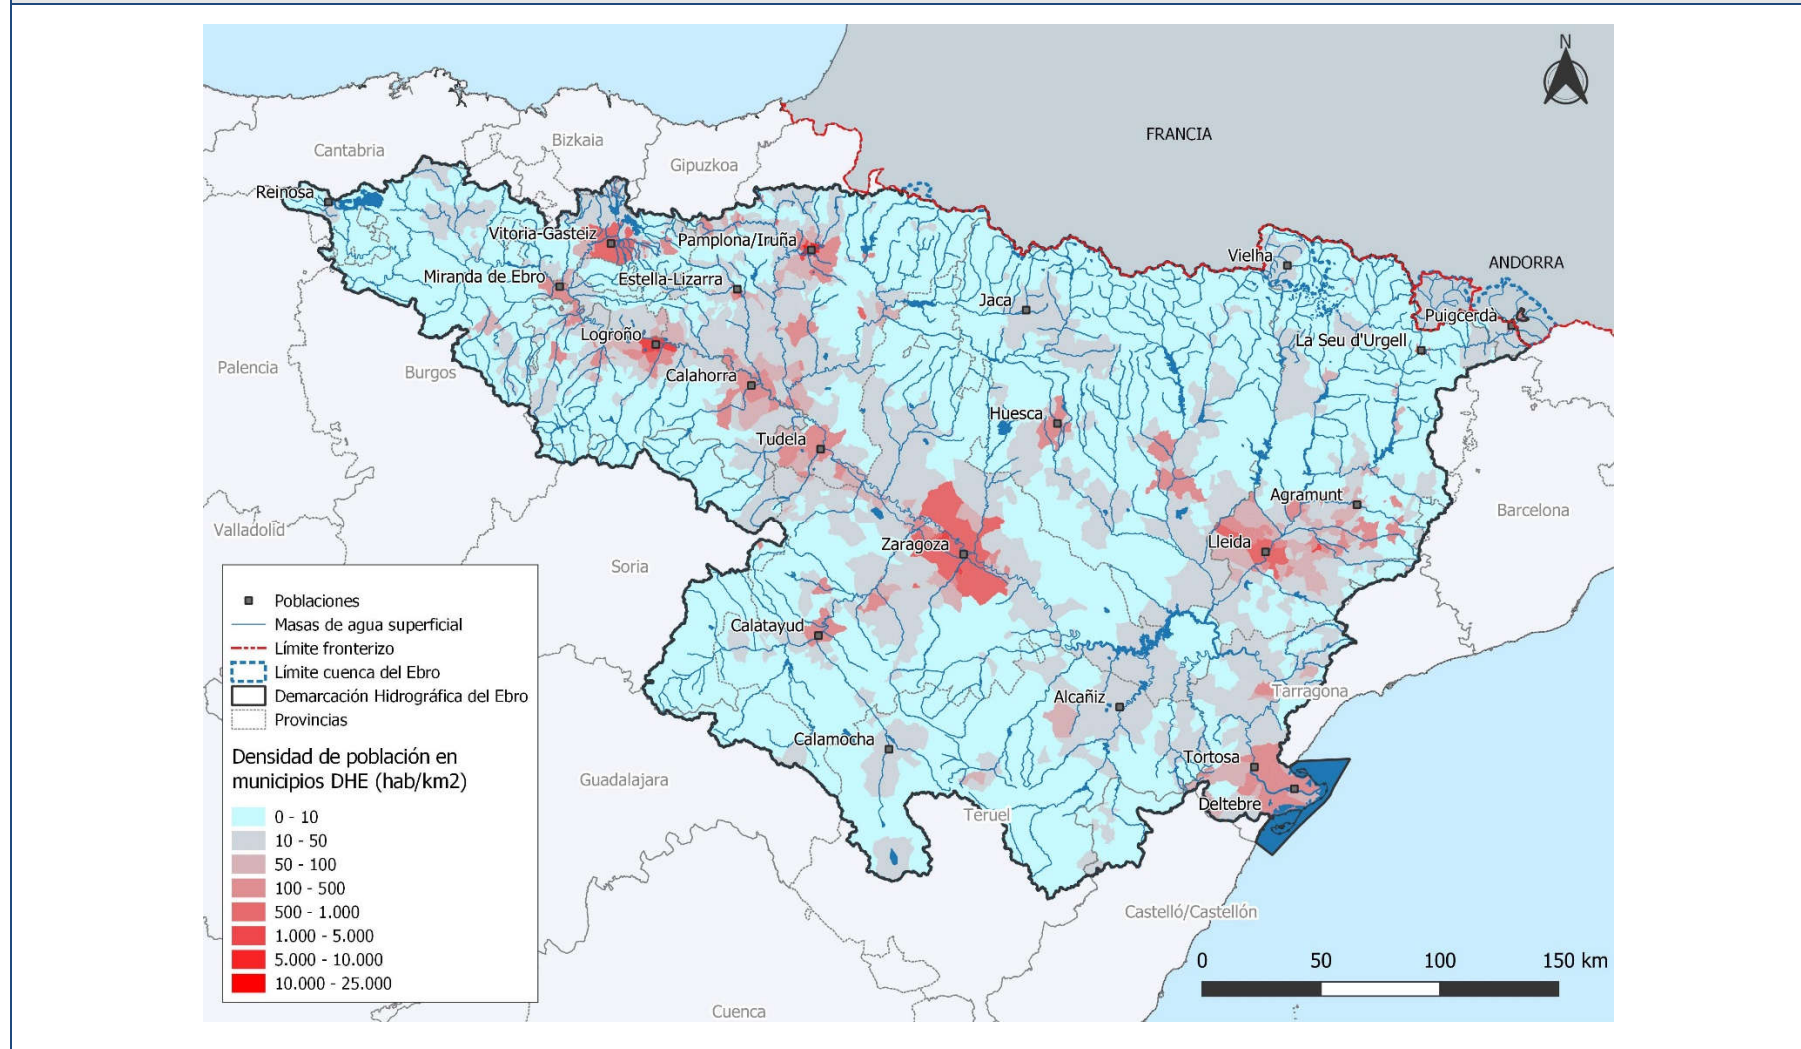 N
FRANCIA
Cantabria
Bizkaia
Gipuzkoa
Reinosa
Vitoria-Gasteiz
Pamplona/Iruña
Vielha
ANDORRA
Miranda de Ebro
Estella-Lizarra
Jaca
Puigcerdà
La Seu d'Urgell
Logroño
Palencia
Burgos
Calahorra
Huesca
Tudela
Agramunt
Barcelona
Valladolid
Zaragoza
Lleida
Soria
Calatayud
Alcañiz
Tarragona
Calamocha
Tortosa
Guadalajara
Deltebre
Teruel
Castelló/Castellón
Cuenca
Poblaciones
Masas de agua superficial
Límite fronterizo
Límite cuenca del Ebro
Demarcación Hidrográfica del Ebro
Provincias
Densidad de población en
municipios DHE (hab/km2)
0 - 10
10 - 50
50 - 100
100 - 500
500 - 1.000
1.000 - 5.000
5.000 - 10.000
10.000 - 25.000
0 50 100 150 km